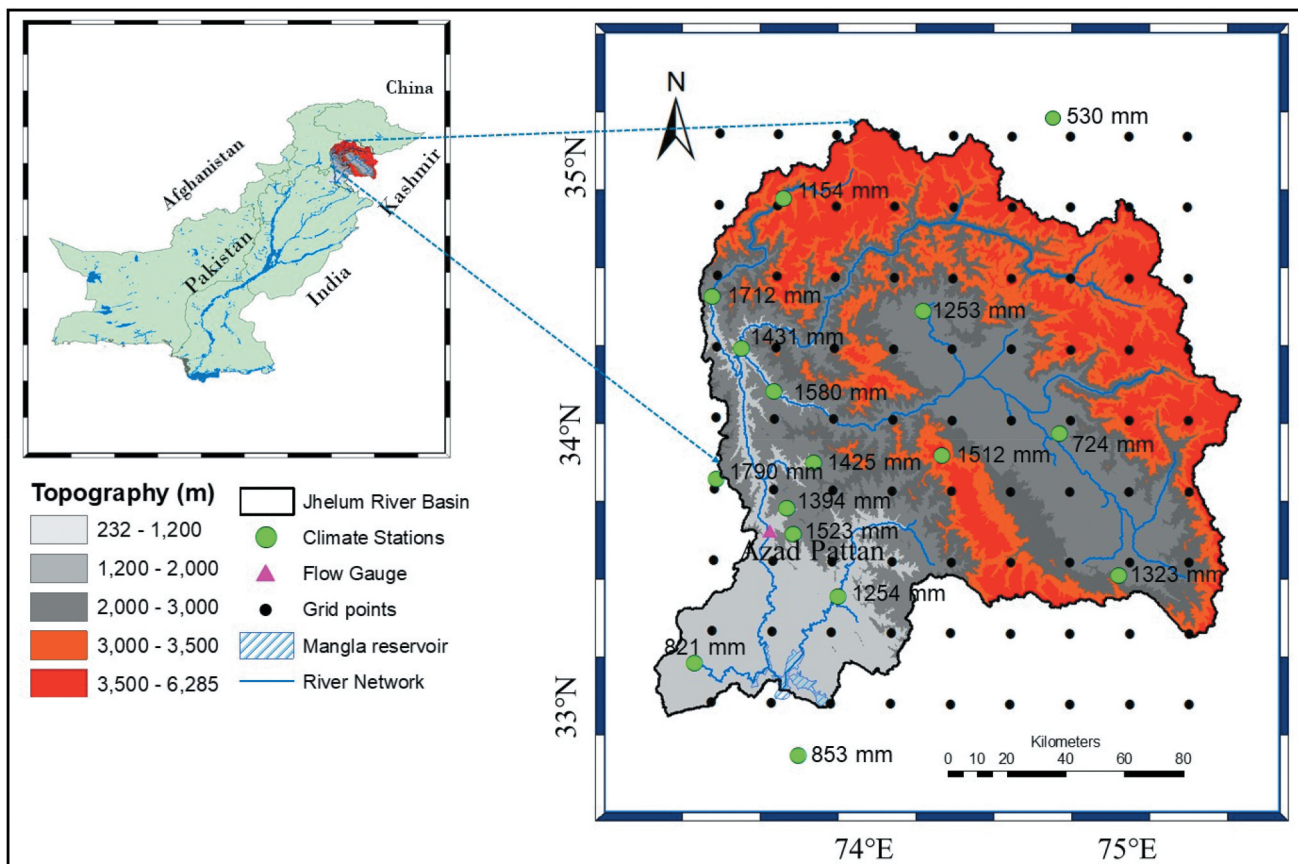 China
Afghanistan
Kashmir
Pakistan
India
Topography (m)
232 - 1,200
1,200 - 2,000
2,000 - 3,000
3,000 - 3,500
3,500 - 6,285
Jhelum River Basin
Climate Stations
Flow Gauge
Grid points
Mangla reservoir
River Network
N
35°N
34°N
33°N
530 mm
1154 mm
1712 mm
1253 mm
1431 mm
1580 mm
724 mm
1512 mm
1425 mm
1790 mm
1394 mm
1523 mm
Azad Pattan
1323 mm
1254 mm
821 mm
853 mm
Kilometers
0 10 20 40 60 80
74°E 75°E